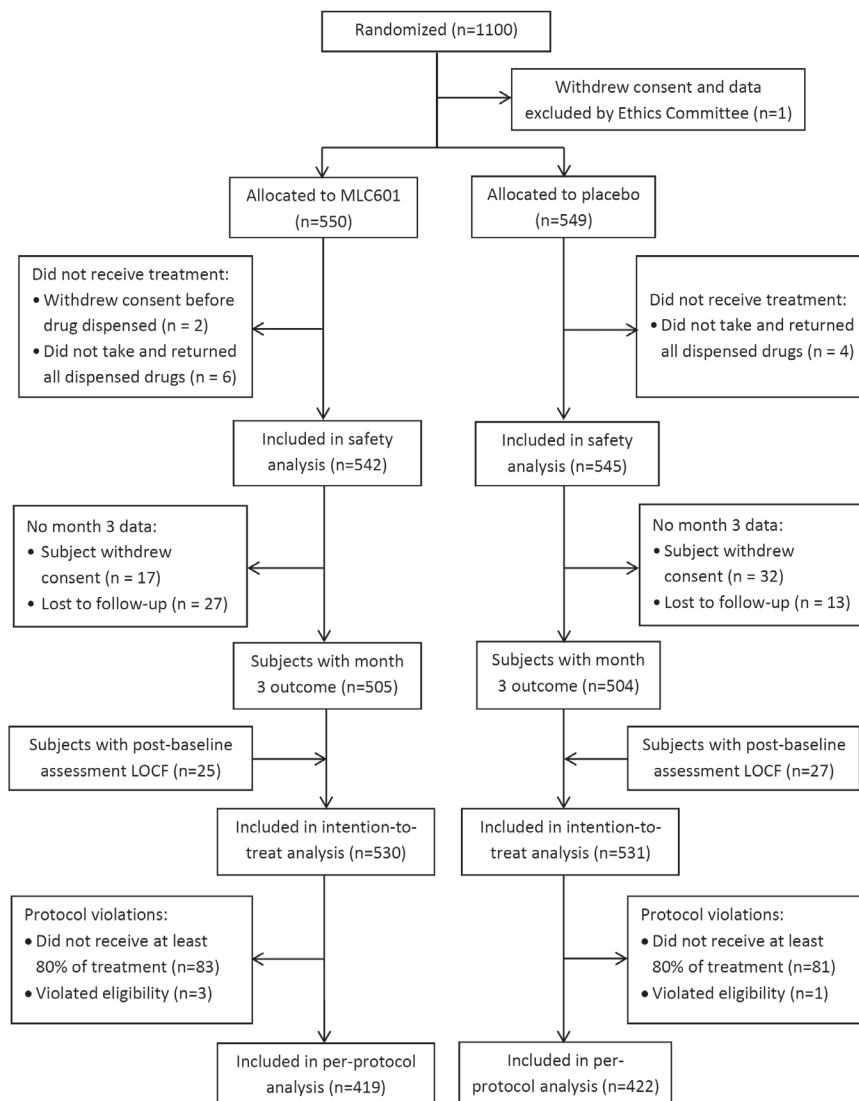 Randomized (n=1100)
Withdrew consent and data
excluded by Ethics Committee (n=1)
Allocated to MLC601
(n=550)
Allocated to placebo
(n=549)
Did not receive treatment:
• Withdrew consent before
drug dispensed (n = 2)
• Did not take and returned
all dispensed drugs (n = 6)
Did not receive treatment:
• Did not take and returned
all dispensed drugs (n = 4)
Included in safety
analysis (n=542)
Included in safety
analysis (n=545)
No month 3 data:
• Subject withdrew
consent (n = 17)
• Lost to follow-up (n = 27)
No month 3 data:
• Subject withdrew
consent (n = 32)
• Lost to follow-up (n = 13)
Subjects with month
3 outcome (n=505)
Subjects with month
3 outcome (n=504)
Subjects with post-baseline
assessment LOCF (n=25)
Subjects with post-baseline
assessment LOCF (n=27)
Included in intention-to-
treat analysis (n=530)
Included in intention-to-
treat analysis (n=531)
Protocol violations:
• Did not receive at least
80% of treatment (n=83)
• Violated eligibility (n=3)
Protocol violations:
• Did not receive at least
80% of treatment (n=81)
• Violated eligibility (n=1)
Included in per-protocol
analysis (n=419)
Included in per-
protocol analysis (n=422)